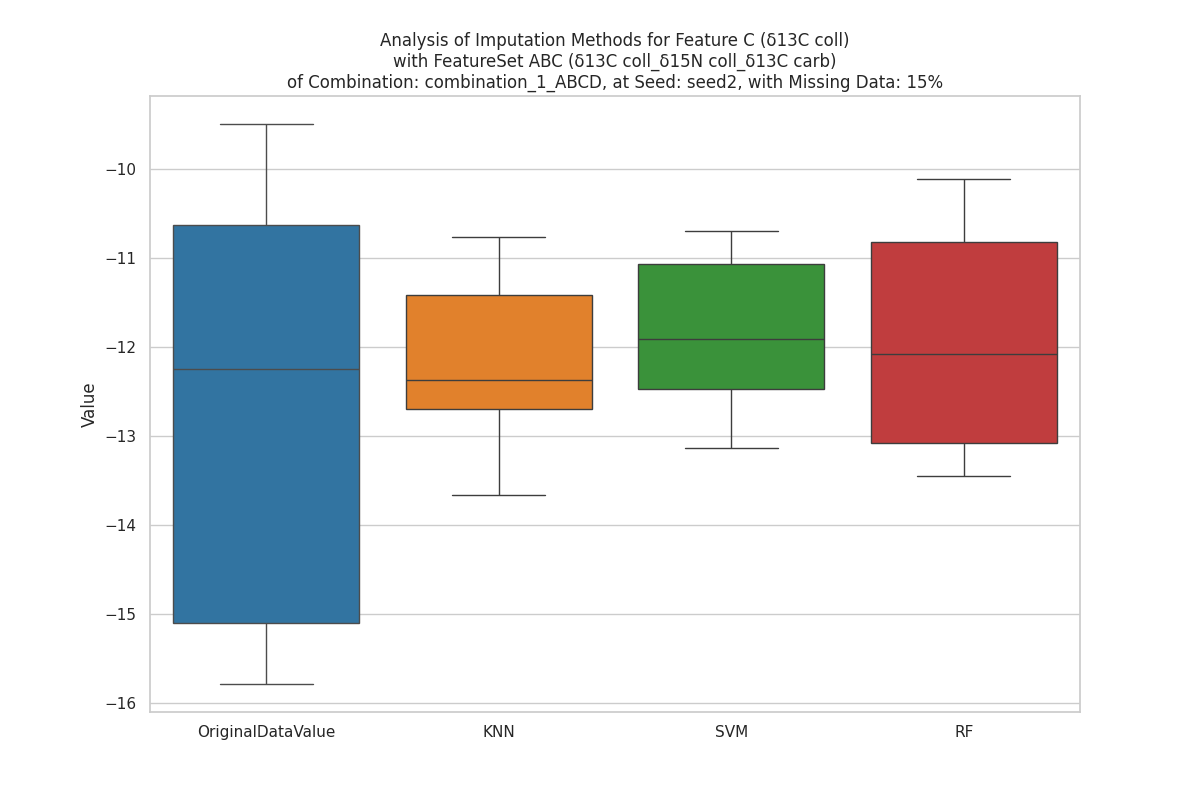 Analysis of Imputation Methods for Feature C (δ13C coll)
with FeatureSet ABC (δ13C coll_δ15N coll_δ13C carb)
of Combination: combination_1_ABCD, at Seed: seed2, with Missing Data: 15%
Value
−10
−11
−12
−13
−14
−15
−16
OriginalDataValue
KNN
SVM
RF